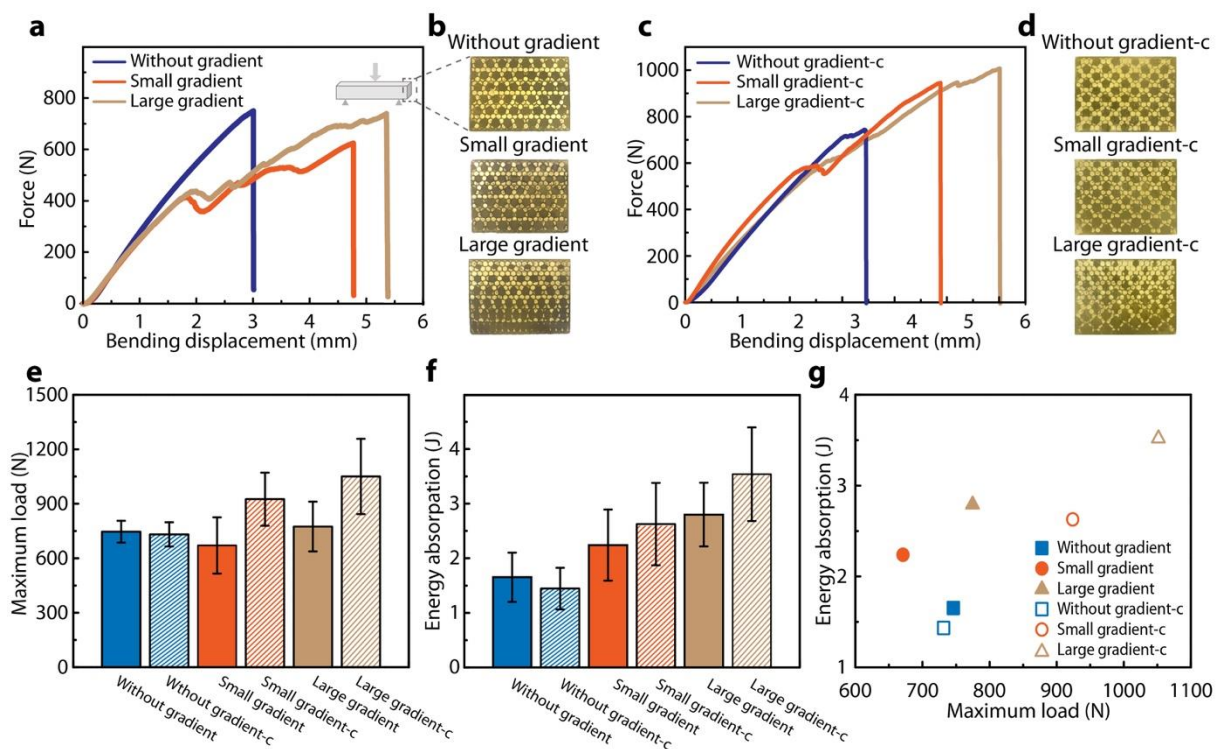 a
Without gradient
Small gradient
Large gradient
800
600
400
200
0
0
1
2
3
4
5
6
Force (N)
Bending displacement (mm)
b
Without gradient
Small gradient
Large gradient
c
Without gradient-c
Small gradient-c
Large gradient-c
1000
800
600
400
200
0
0
1
2
3
4
5
6
Force (N)
Bending displacement (mm)
d
Without gradient-c
Small gradient-c
Large gradient-c
e
1500
1200
900
600
300
0
Maximum load (N)
Without gradient
Wthout gradient-c
Small gradient
Small gradient-c
Large gradient
Large gradient-c
f
4
3
2
1
0
Energy absorpation (J)
Without gradient
Wthout gradient-c
Small gradient
Small gradient-c
Large gradient
Large gradient-c
g
4
3
2
1
Energy absorption (J)
Without gradient
Small gradient
Large gradient
Without gradient-c
Small gradient-c
Large gradient-c
600
700
800
900
1000
1100
Maximum load (N)